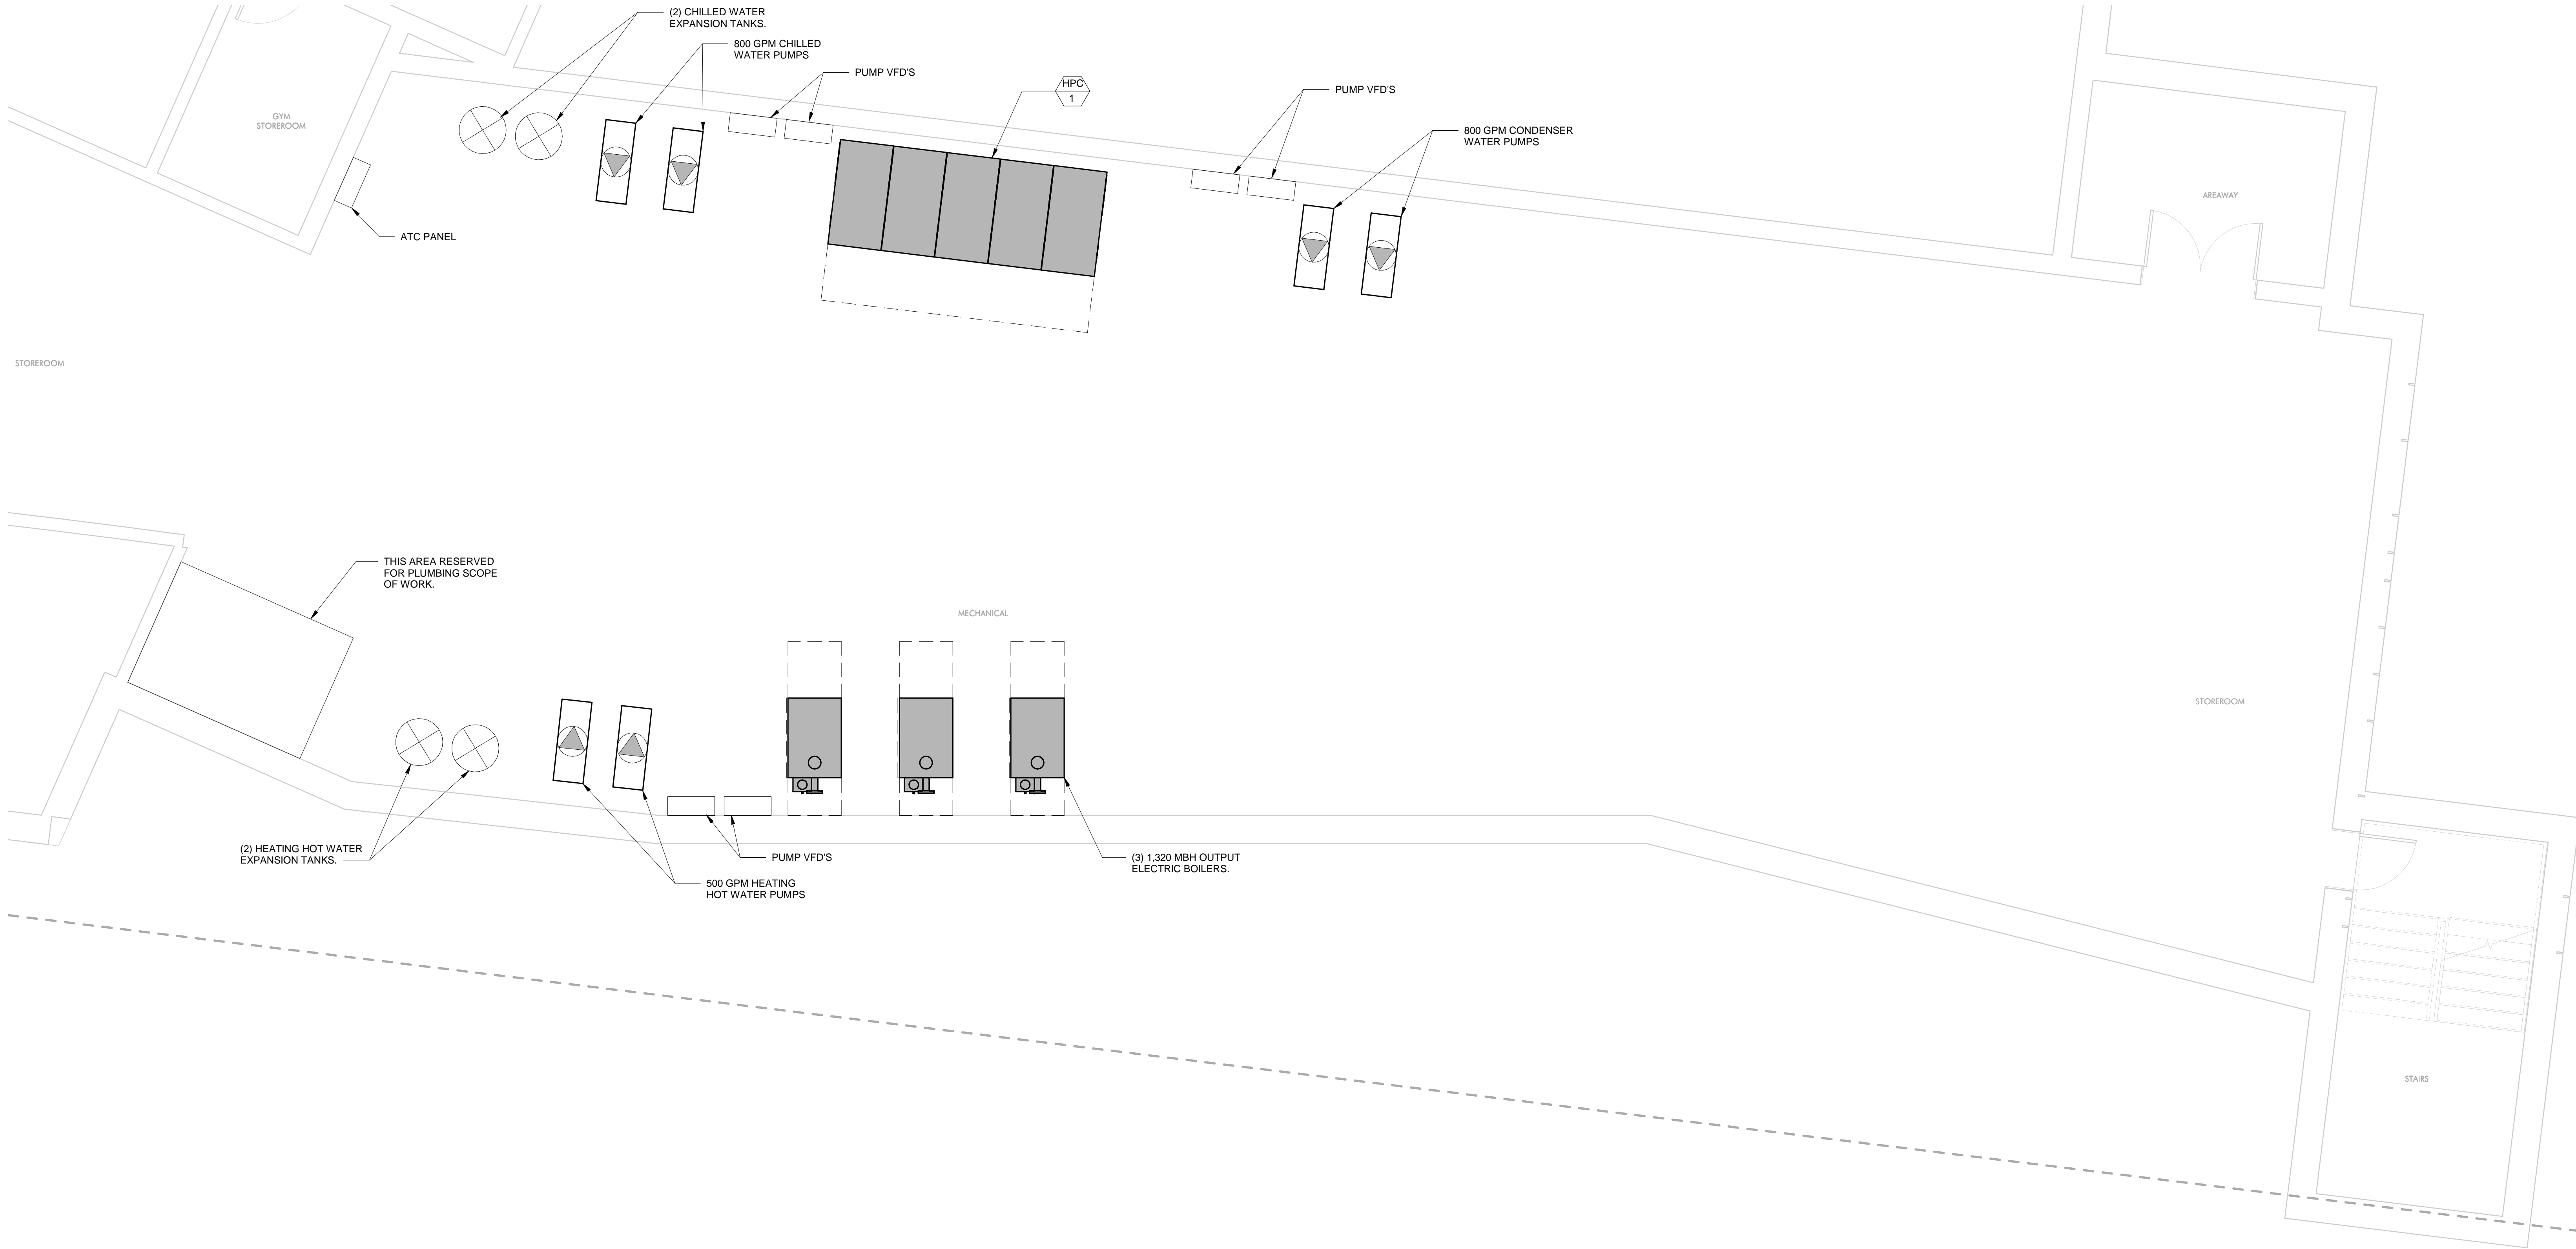 (2) CHILLED WATER
EXPANSION TANKS.
800 GPM CHILLED
WATER PUMPS
PUMP VFD'S
HPC
1
PUMP VFD'S
800 GPM CONDENSER
WATER PUMPS
GYM
STOREROOM
AREAWAY
ATC PANEL
STOREROOM
THIS AREA RESERVED
FOR PLUMBING SCOPE
OF WORK.
MECHANICAL
STOREROOM
(2) HEATING HOT WATER
EXPANSION TANKS.
PUMP VFD'S
500 GPM HEATING
HOT WATER PUMPS
(3) 1,320 MBH OUTPUT
ELECTRIC BOILERS.
STAIRS